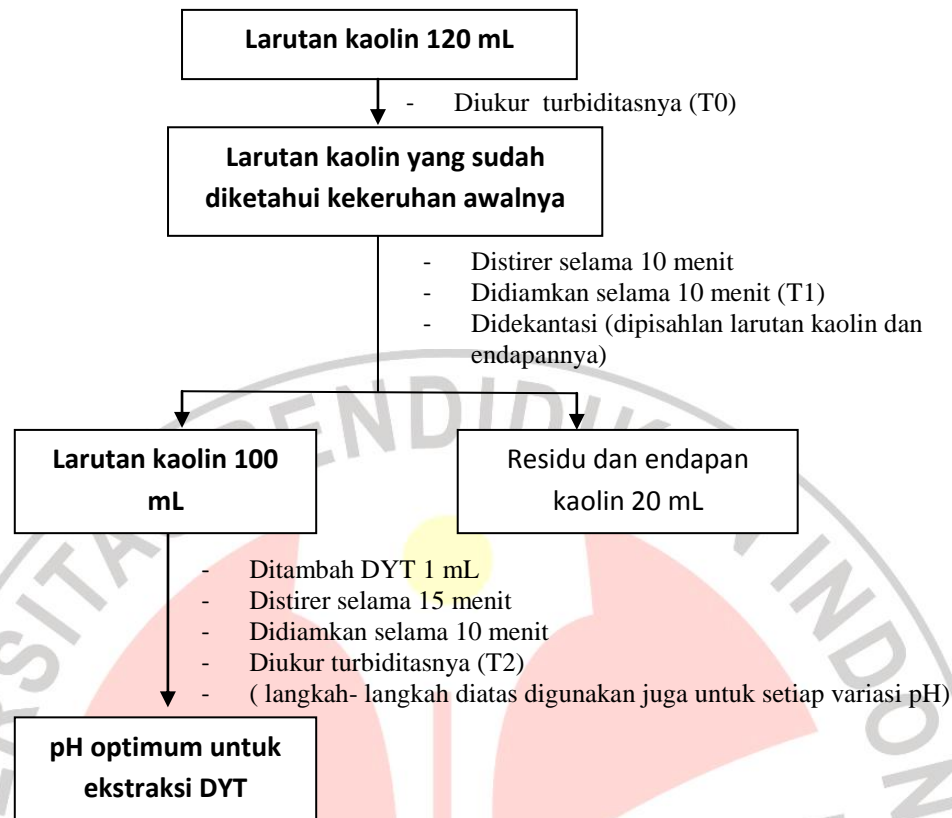 Larutan kaolin 120 mL
- Diukur turbiditasnya (T0)
Larutan kaolin yang sudah
diketahui kekeruhan awalnya
- Distirer selama 10 menit
- Didiamkan selama 10 menit (T1)
- Didekantasi (dipisahlan larutan kaolin dan
endapannya)
Larutan kaolin 100
mL
Residu dan endapan
kaolin 20 mL
- Ditambah DYT 1 mL
- Distirer selama 15 menit
- Didiamkan selama 10 menit
- Diukur turbiditasnya (T2)
- ( langkah- langkah diatas digunakan juga untuk setiap variasi pH)
pH optimum untuk
ekstraksi DYT